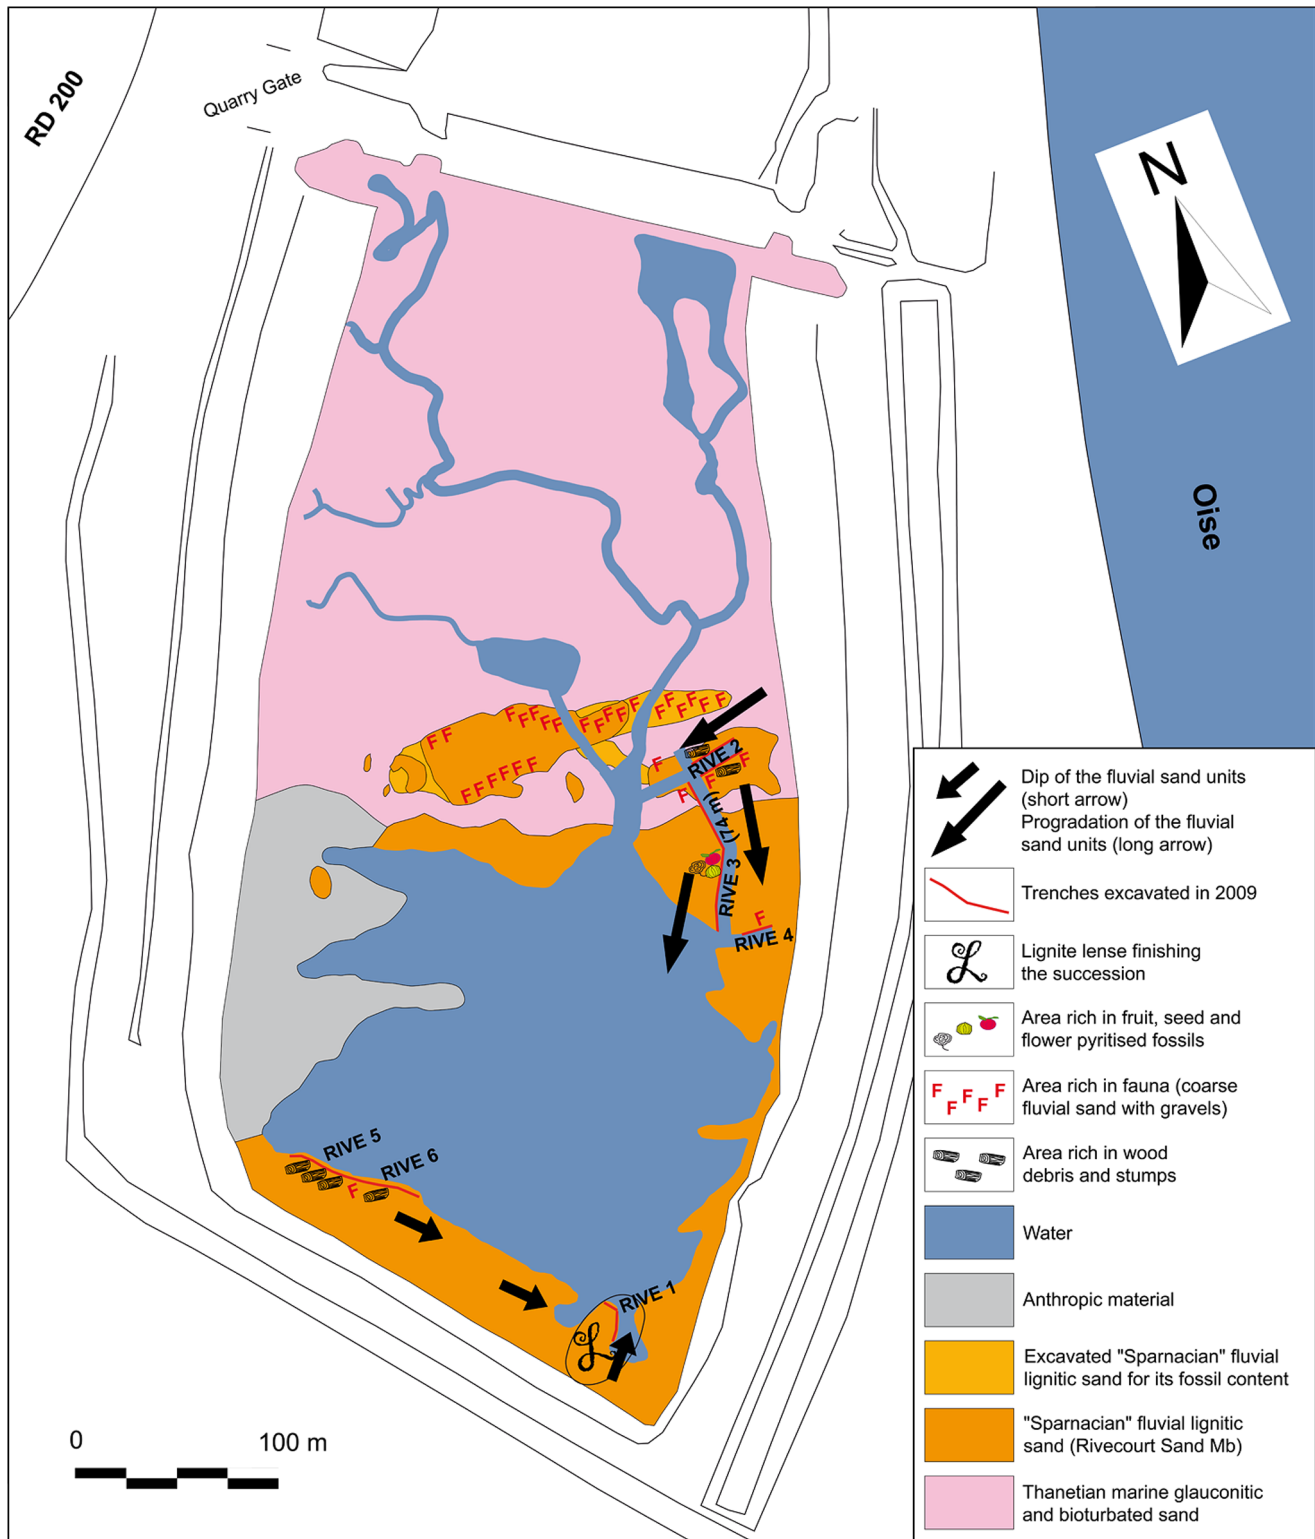 RD 200
Quarry Gate
N
Oise
F F F F F F F F F F F F F F F
F F
F F F F F F
F
RIVE 2
F
F
F
RIVE 3 (74 m)
F
RIVE 4
RIVE 5
RIVE 6
F
RIVE 1
L
0 100 m
Dip of the fluvial sand units
(short arrow)
Progradation of the fluvial
sand units (long arrow)
Trenches excavated in 2009
L
Lignite lense finishing
the succession
Area rich in fruit, seed and
flower pyritised fossils
F F F F F
Area rich in fauna (coarse
fluvial sand with gravels)
Area rich in wood
debris and stumps
Water
Anthropic material
Excavated "Sparnacian" fluvial
lignitic sand for its fossil content
"Sparnacian" fluvial lignitic
sand (Rivecourt Sand Mb)
Thanetian marine glauconitic
and bioturbated sand